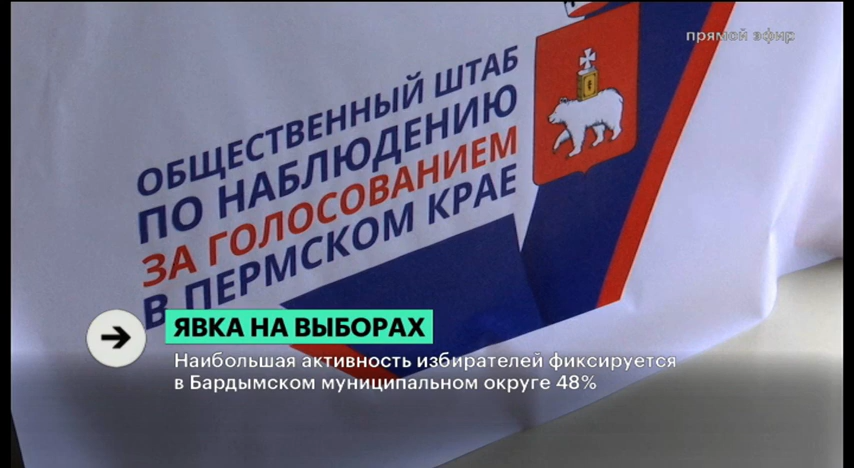 прямой эфир
ОБЩЕСТВЕННЫЙ ШТАБ
ПО НАБЛЮДЕНИЮ
ЗА ГОЛОСОВАНИЕМ
В ПЕРМСКОМ КРАЕ
ЯВКА НА ВЫБОРАХ
Наибольшая активность избирателей фиксируется
в Бардымском муниципальном округе 48%